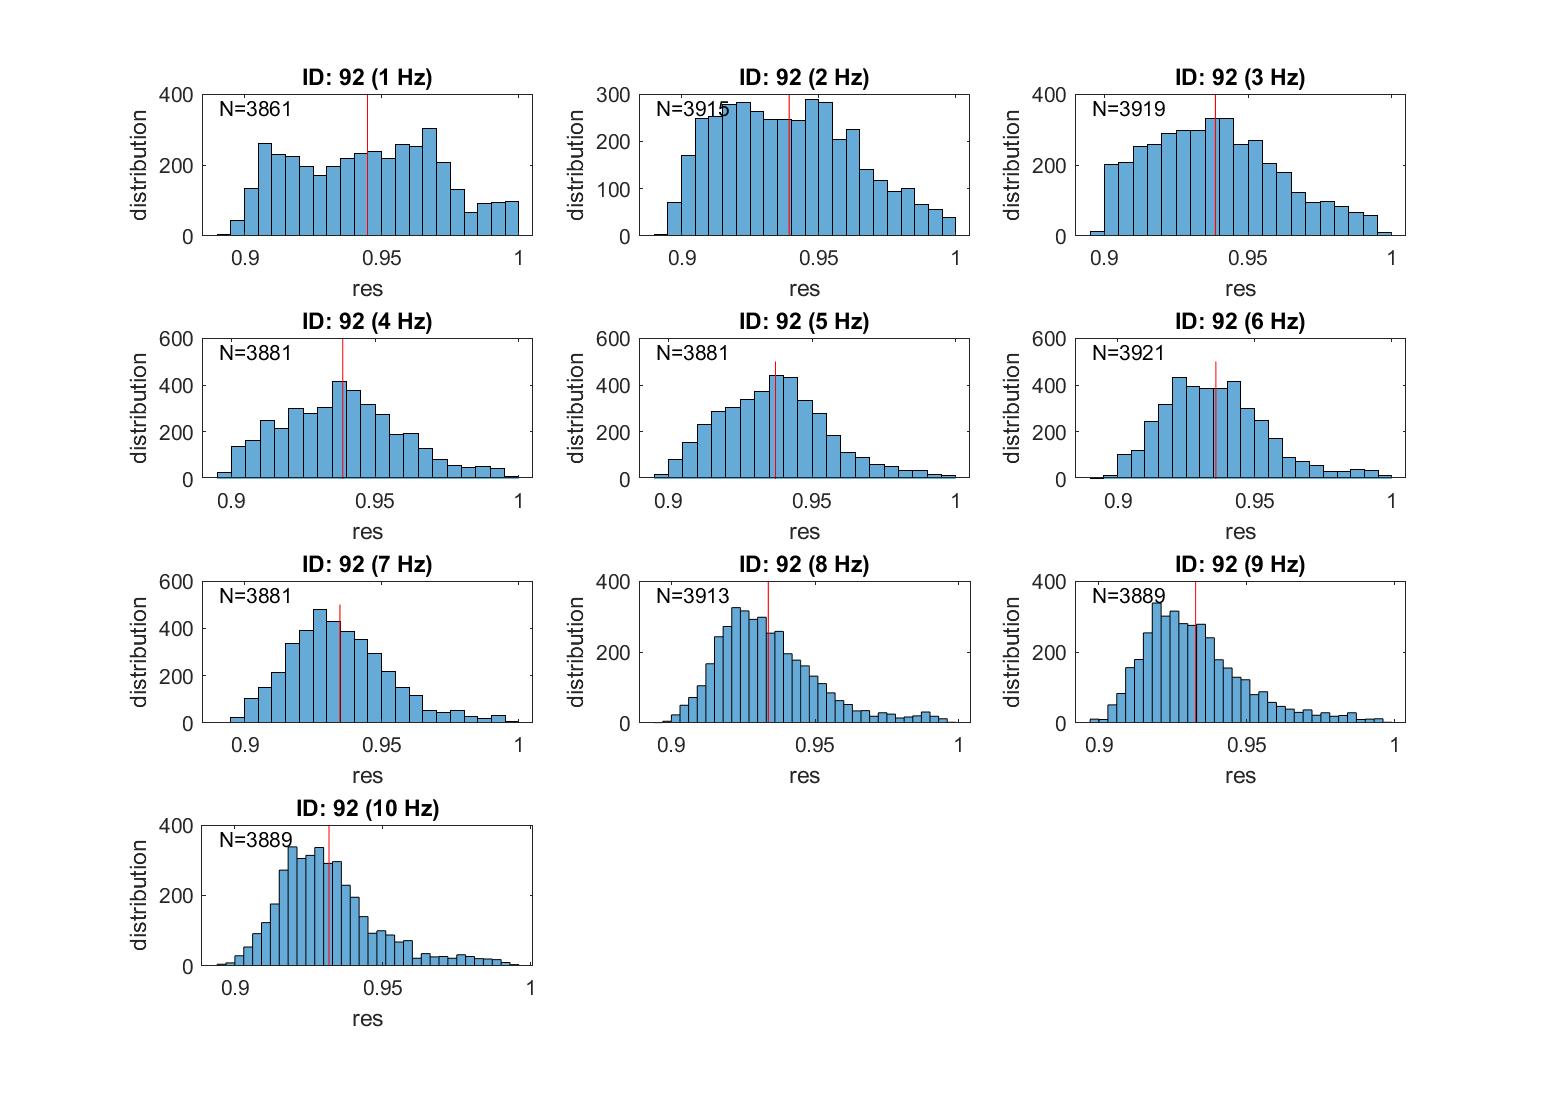 ID: 92 (1 Hz)
N=3861
400
200
0
distribution
0.9 0.95 1
res
ID: 92 (2 Hz)
N=3915
300
200
100
0
distribution
0.9 0.95 1
res
ID: 92 (3 Hz)
N=3919
400
200
0
distribution
0.9 0.95 1
res
ID: 92 (4 Hz)
N=3881
600
400
200
0
distribution
0.9 0.95 1
res
ID: 92 (5 Hz)
N=3881
600
400
200
0
distribution
0.9 0.95 1
res
ID: 92 (6 Hz)
N=3921
600
400
200
0
distribution
0.9 0.95 1
res
ID: 92 (7 Hz)
N=3881
600
400
200
0
distribution
0.9 0.95 1
res
ID: 92 (8 Hz)
N=3913
400
200
0
distribution
0.9 0.95 1
res
ID: 92 (9 Hz)
N=3889
400
200
0
distribution
0.9 0.95 1
res
ID: 92 (10 Hz)
N=3889
400
200
0
distribution
0.9 0.95 1
res